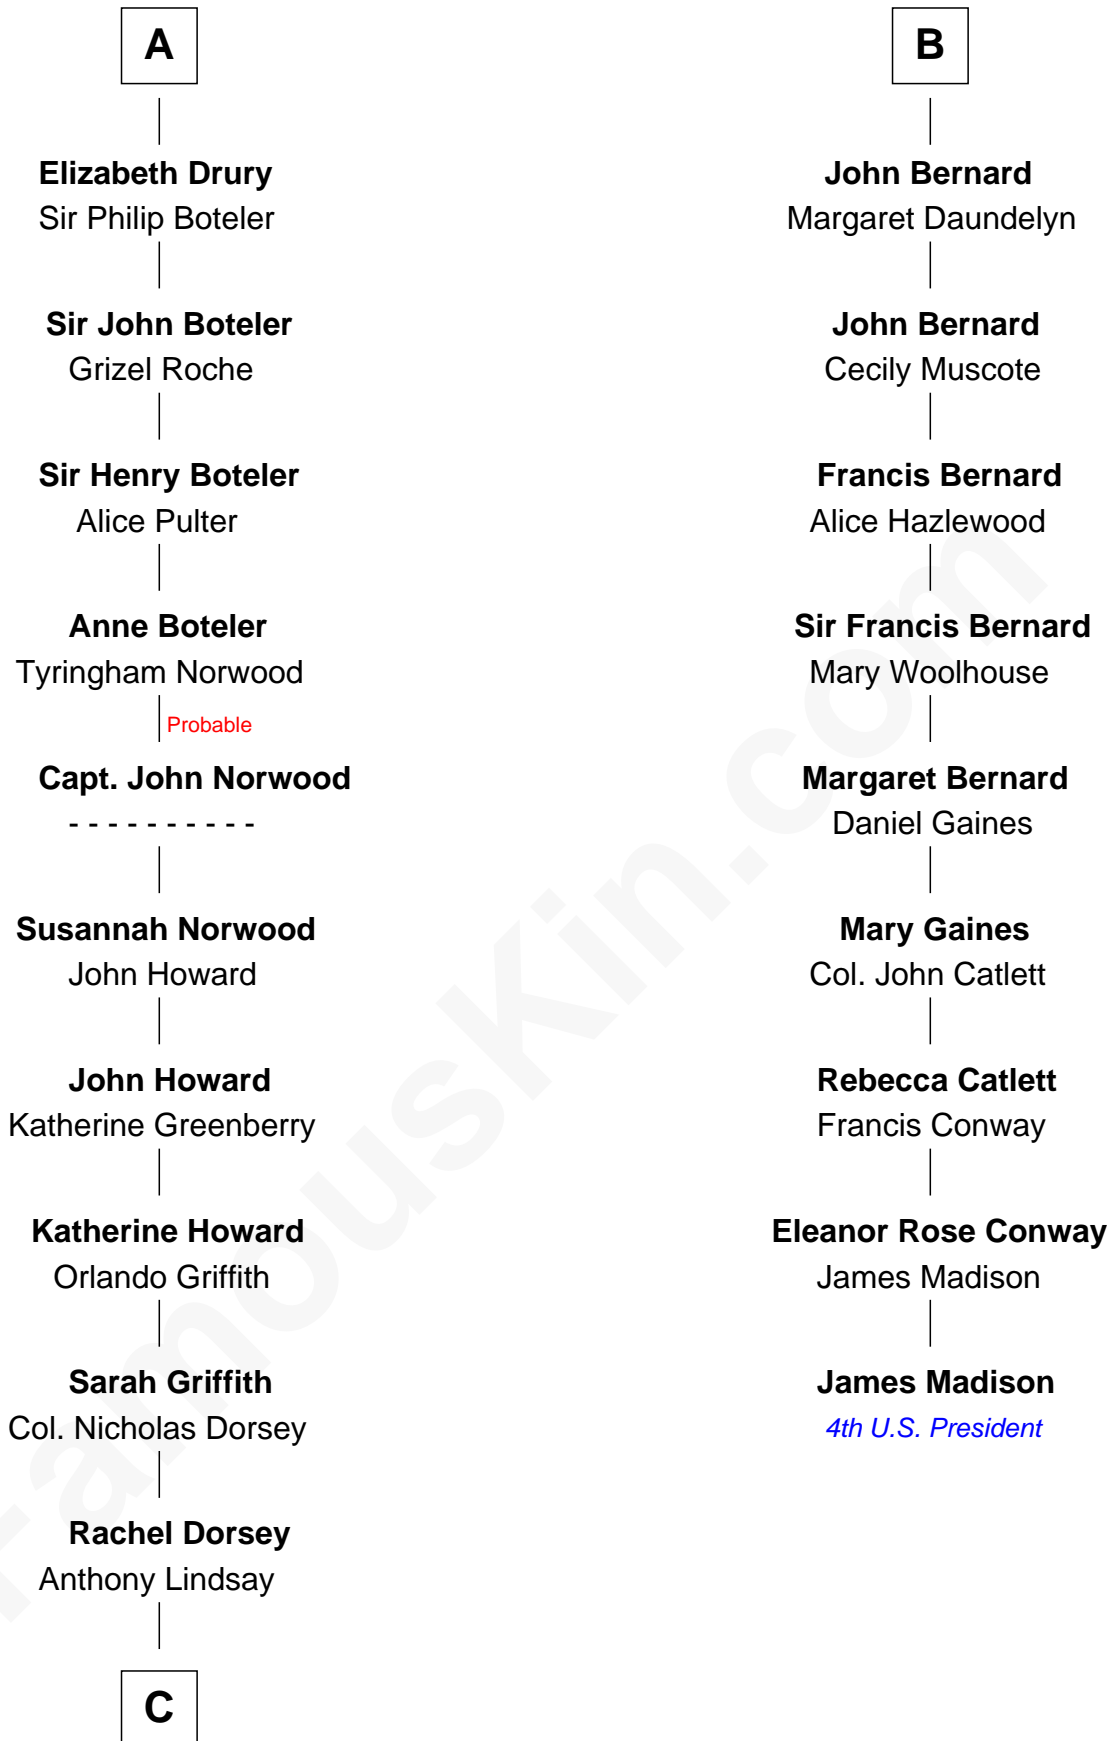 A
Elizabeth Drury
Sir Philip Boteler
Sir John Boteler
Grizel Roche
Sir Henry Boteler
Alice Pulter
Anne Boteler
Tyringham Norwood
Probable
Capt. John Norwood
- - - - - - - - - -
Susannah Norwood
John Howard
John Howard
Katherine Greenberry
Katherine Howard
Orlando Griffith
Sarah Griffith
Col. Nicholas Dorsey
Rachel Dorsey
Anthony Lindsay
C
B
John Bernard
Margaret Daundelyn
John Bernard
Cecily Muscote
Francis Bernard
Alice Hazlewood
Sir Francis Bernard
Mary Woolhouse
Margaret Bernard
Daniel Gaines
Mary Gaines
Col. John Catlett
Rebecca Catlett
Francis Conway
Eleanor Rose Conway
James Madison
James Madison
4th U.S. President
FamousKin.com